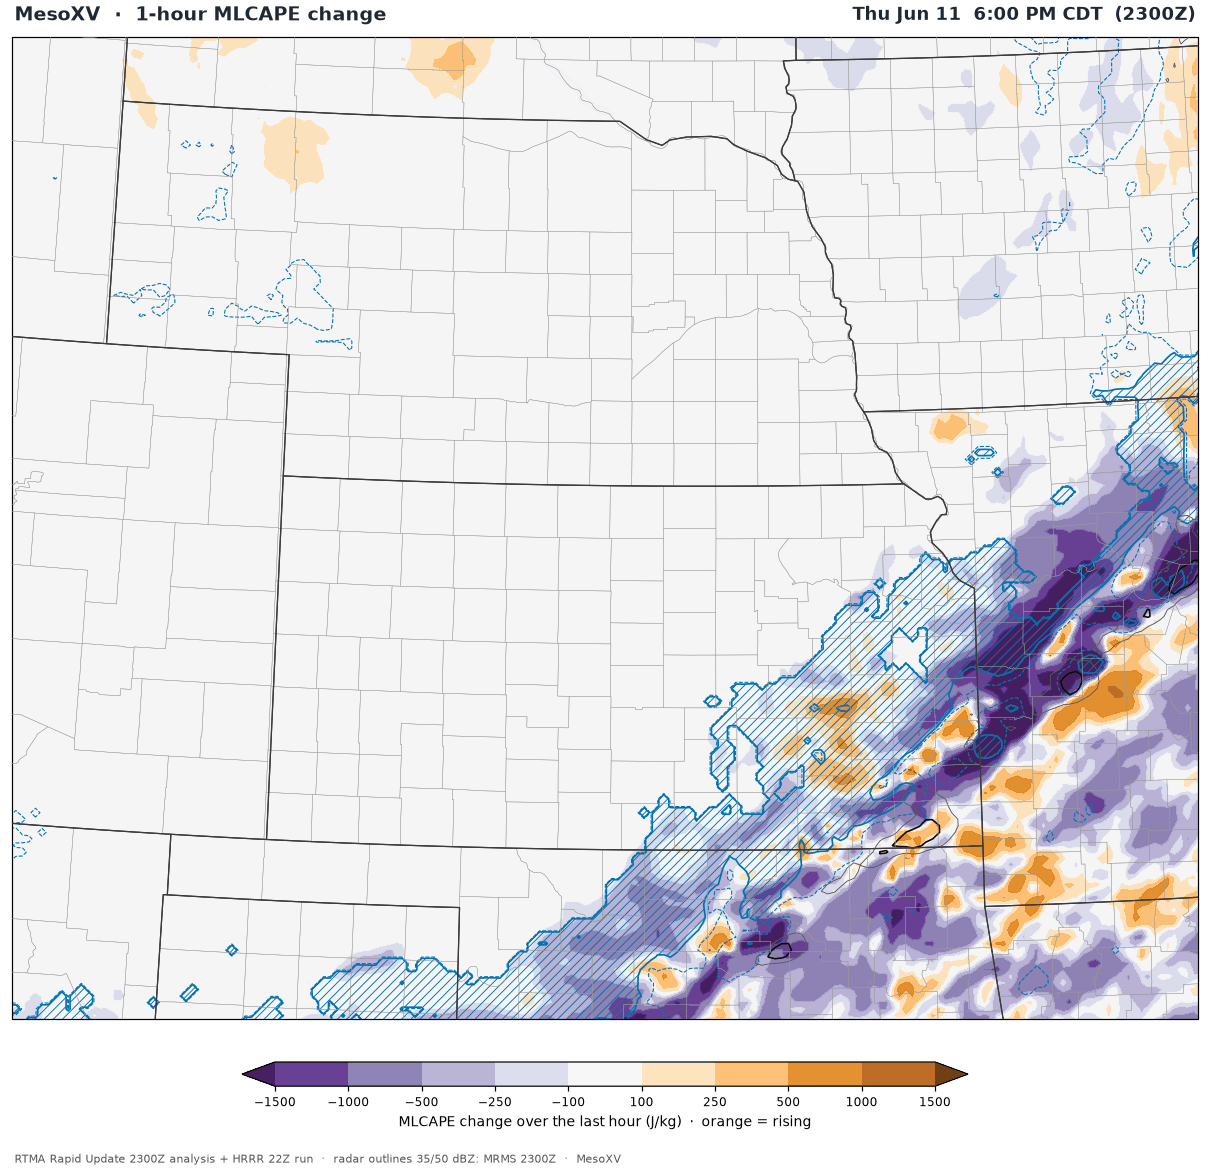 MesoXV · 1-hour MLCAPE change
Thu Jun 11 6:00 PM CDT (2300Z)
−1500 −1000 −500 −250 −100 100 250 500 1000 1500
MLCAPE change over the last hour (J/kg) · orange = rising
RTMA Rapid Update 2300Z analysis + HRRR 22Z run · radar outlines 35/50 dBZ: MRMS 2300Z · MesoXV